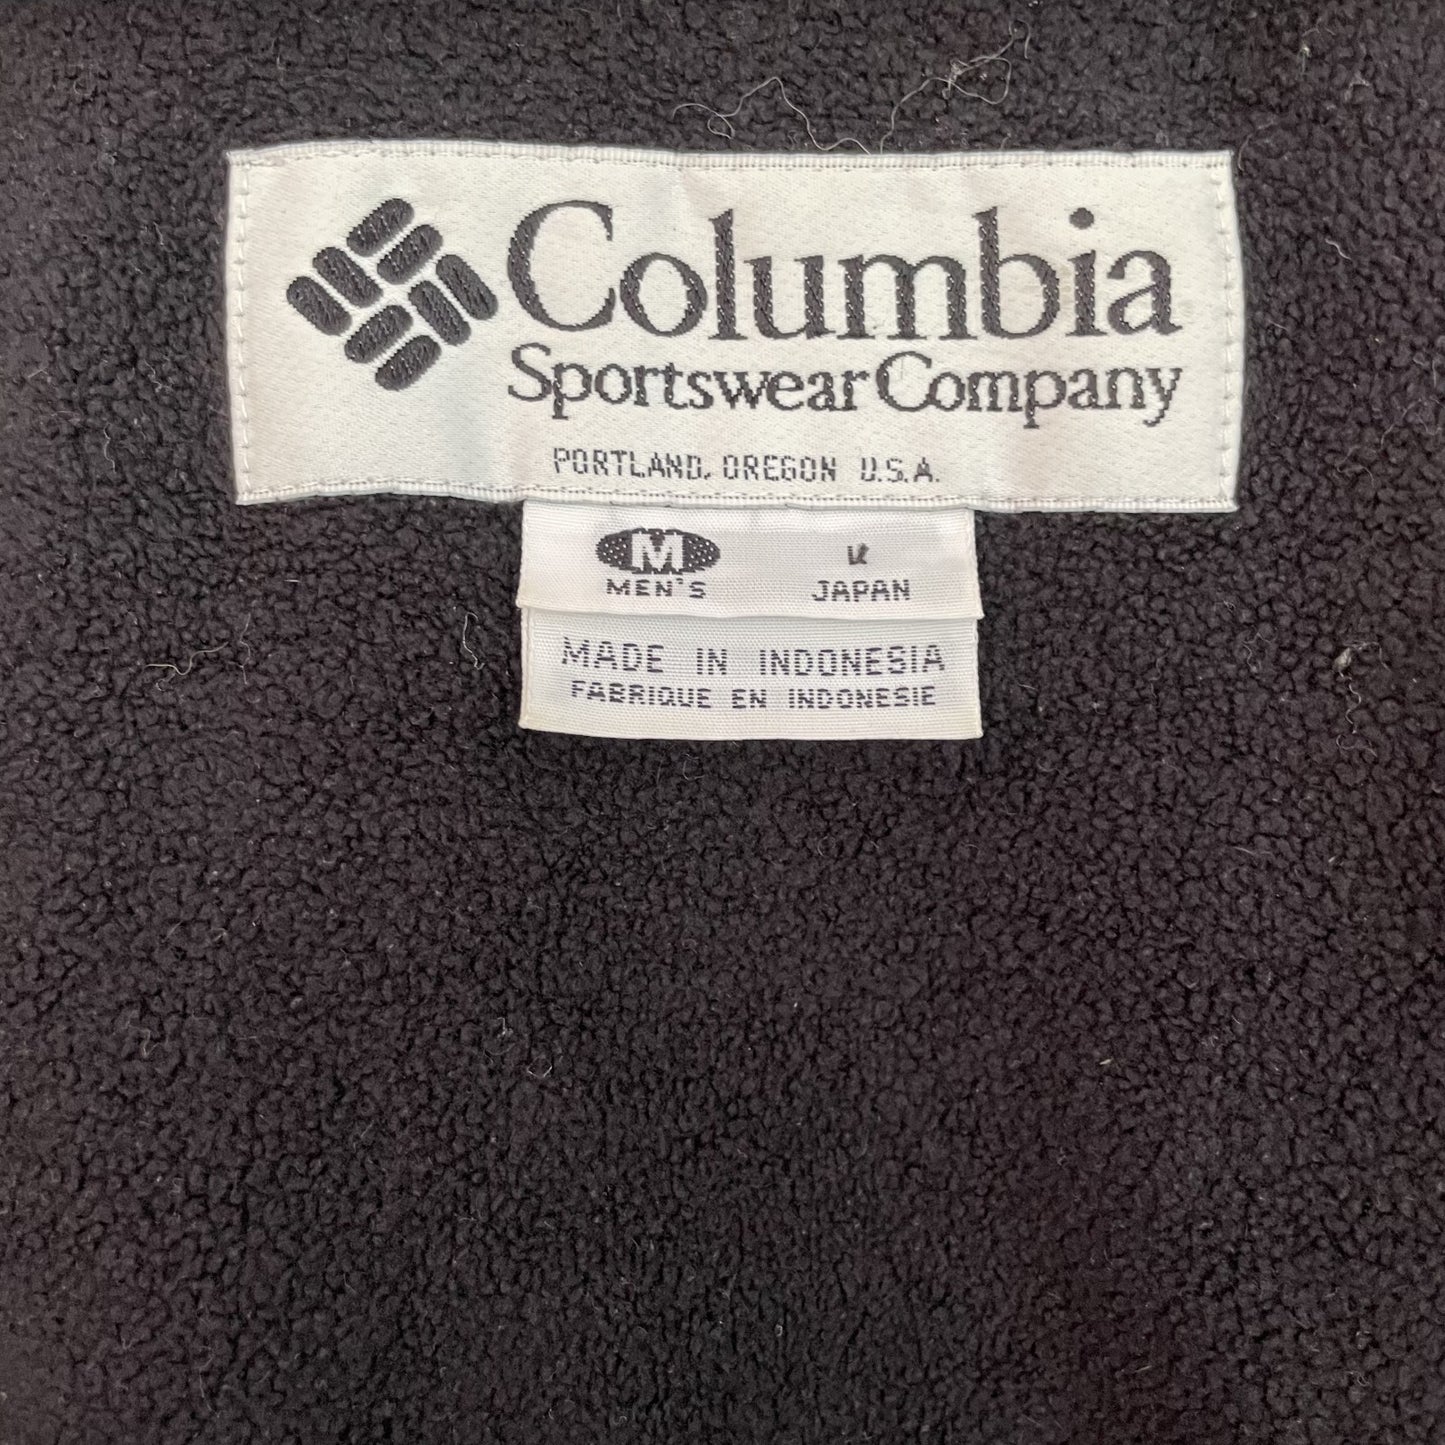 Columbia
Sportswear Company
PORTLAND, OREGON U.S.A.
M
MEN'S JAPAN
MADE IN INDONESIA
FABRIQUE EN INDONESIE